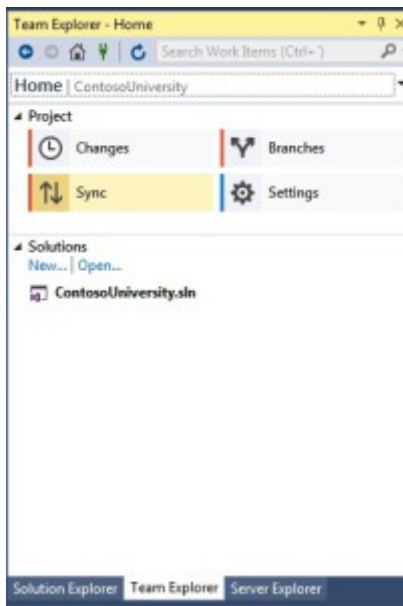 Team Explorer - Home
Search Work Items (Ctrl+')
Home | ContosoUniversity
Project
Changes
Branches
Sync
Settings
Solutions
New... | Open...
ContosoUniversity.sln
Solution Explorer Team Explorer Server Explorer